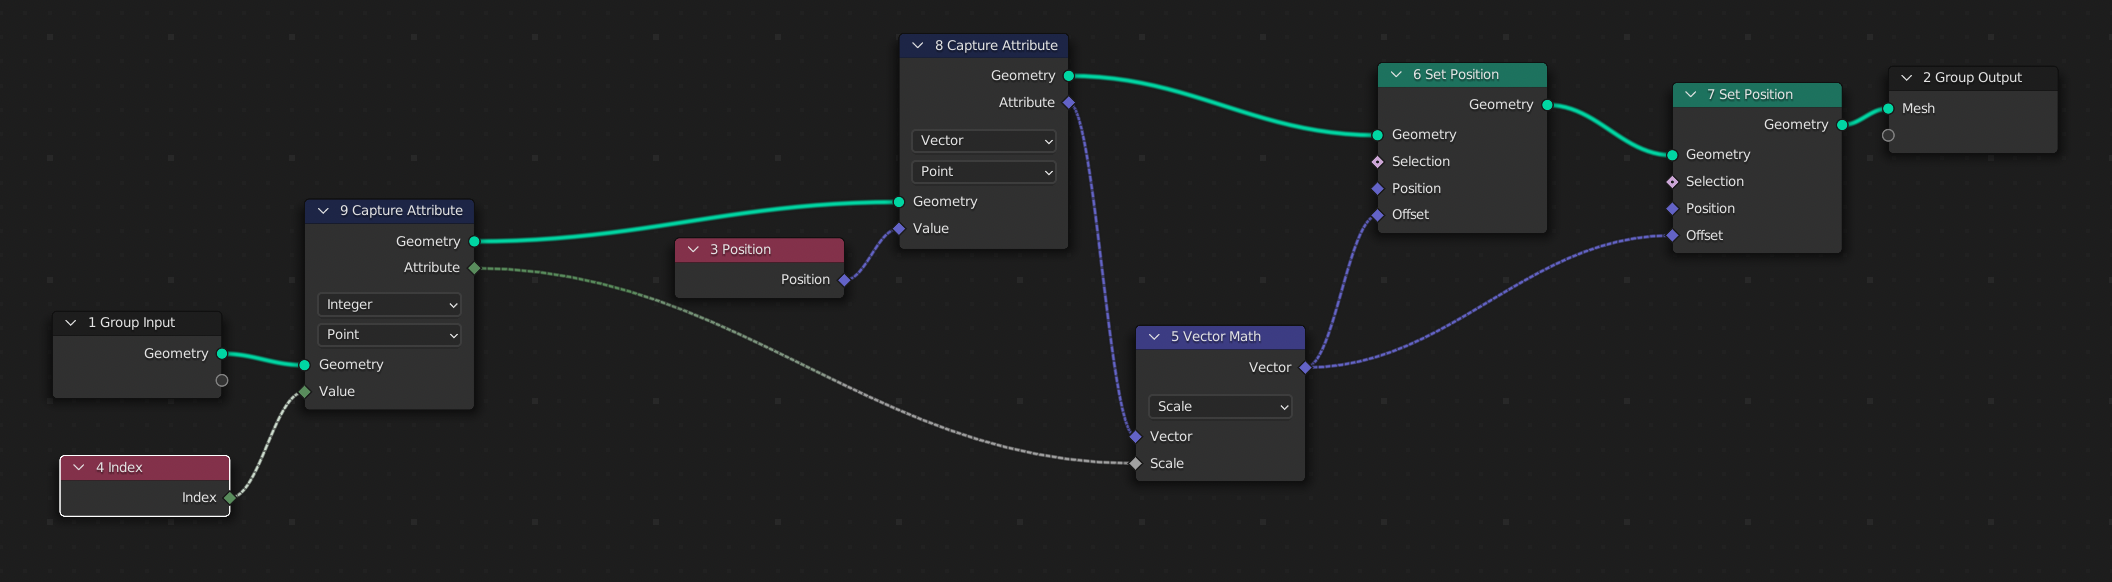 1 Group Input
Geometry
4 Index
Index
9 Capture Attribute
Geometry
Attribute
Integer
Point
Geometry
Value
3 Position
Position
8 Capture Attribute
Geometry
Attribute
Vector
Point
Geometry
Value
5 Vector Math
Vector
Scale
Vector
Scale
6 Set Position
Geometry
Geometry
Selection
Position
Offset
7 Set Position
Geometry
Geometry
Selection
Position
Offset
2 Group Output
Mesh